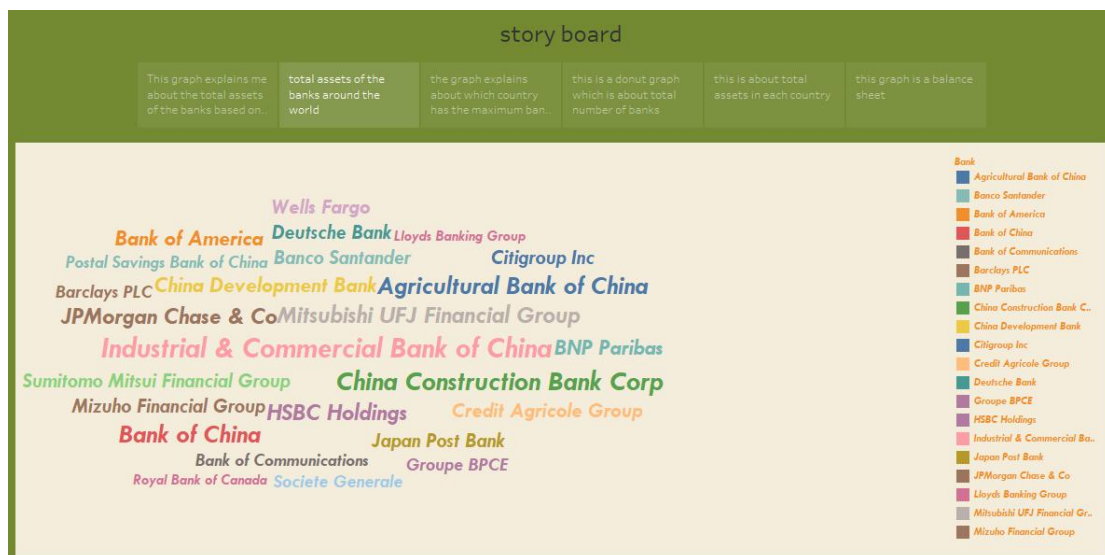 story board
This graph explains me
about the total assets
of the banks based on..
total assets of the
banks around the
world
the graph explains
about which country
has the maximum ban..
this is a donut graph
which is about total
number of banks
this is about total
assets in each country
this graph is a balance
sheet
Wells Fargo
Bank of America
Deutsche Bank
Lloyds Banking Group
Postal Savings Bank of China
Banco Santander
Citigroup Inc
Barclays PLC
China Development Bank
Agricultural Bank of China
JPMorgan Chase & Co
Mitsubishi UFJ Financial Group
Industrial & Commercial Bank of China
BNP Paribas
Sumitomo Mitsui Financial Group
China Construction Bank Corp
Mizuho Financial Group
HSBC Holdings
Credit Agricole Group
Bank of China
Japan Post Bank
Bank of Communications
Groupe BPCE
Royal Bank of Canada
Societe Generale
Bank
Agricultural Bank of China
Banco Santander
Bank of America
Bank of China
Bank of Communications
Barclays PLC
BNP Paribas
China Construction Bank C..
China Development Bank
Citigroup Inc
Credit Agricole Group
Deutsche Bank
Groupe BPCE
HSBC Holdings
Industrial & Commercial Ba..
Japan Post Bank
JPMorgan Chase & Co
Lloyds Banking Group
Mitsubishi UFJ Financial Gr..
Mizuho Financial Group